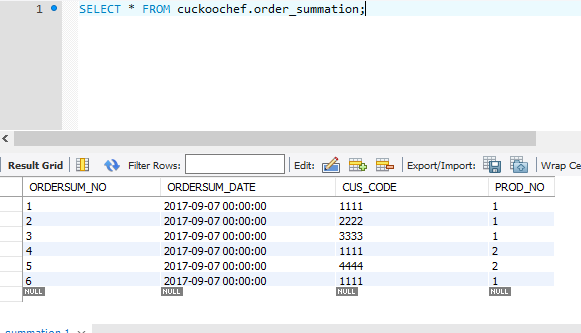 1 SELECT * FROM cuckoochef.order_summation;
Result Grid Filter Rows: Edit: Export/Import: Wrap Ce
ORDERSUM_NO ORDERSUM_DATE CUS_CODE PROD_NO
1 2017-09-07 00:00:00 1111 1
2 2017-09-07 00:00:00 2222 1
3 2017-09-07 00:00:00 3333 1
4 2017-09-07 00:00:00 1111 2
5 2017-09-07 00:00:00 4444 2
6 2017-09-07 00:00:00 1111 1
NULL NULL NULL NULL
summation 1